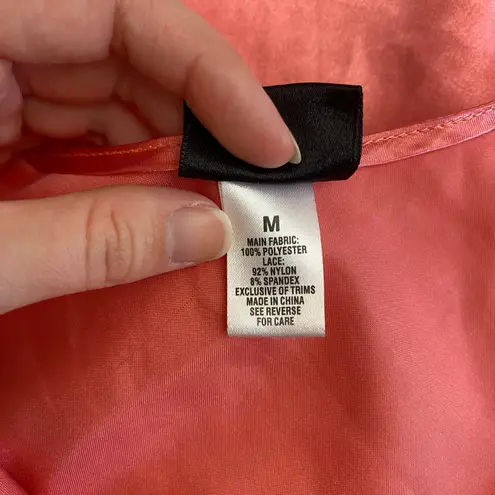 M
MAIN FABRIC:
100% POLYESTER
LACE:
92% NYLON
8% SPANDEX
EXCLUSIVE OF TRIMS
MADE IN CHINA
SEE REVERSE
FOR CARE